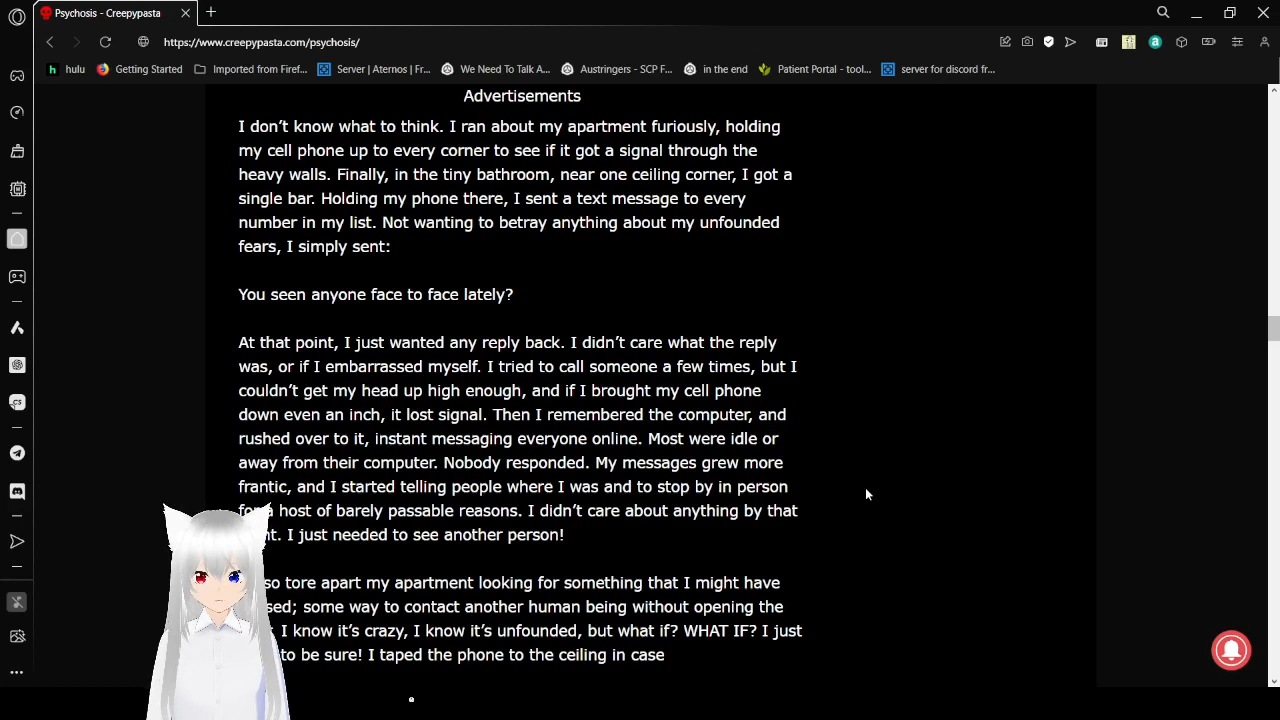 Psychosis - Creepypasta
https://www.creepypasta.com/psychosis/
hulu
Getting Started
Imported from Firef...
Server | Aternos | Fr...
We Need To Talk A...
Austringers - SCP F...
in the end
Patient Portal - tool...
server for discord fr...
Advertisements
I don’t know what to think. I ran about my apartment furiously, holding
my cell phone up to every corner to see if it got a signal through the
heavy walls. Finally, in the tiny bathroom, near one ceiling corner, I got a
single bar. Holding my phone there, I sent a text message to every
number in my list. Not wanting to betray anything about my unfounded
fears, I simply sent:
You seen anyone face to face lately?
At that point, I just wanted any reply back. I didn’t care what the reply
was, or if I embarrassed myself. I tried to call someone a few times, but I
couldn’t get my head up high enough, and if I brought my cell phone
down even an inch, it lost signal. Then I remembered the computer, and
rushed over to it, instant messaging everyone online. Most were idle or
away from their computer. Nobody responded. My messages grew more
frantic, and I started telling people where I was and to stop by in person
for a host of barely passable reasons. I didn’t care about anything by that
I just needed to see another person!
so tore apart my apartment looking for something that I might have
some way to contact another human being without opening the
I know it’s crazy, I know it’s unfounded, but what if? WHAT IF? I just
to be sure! I taped the phone to the ceiling in case